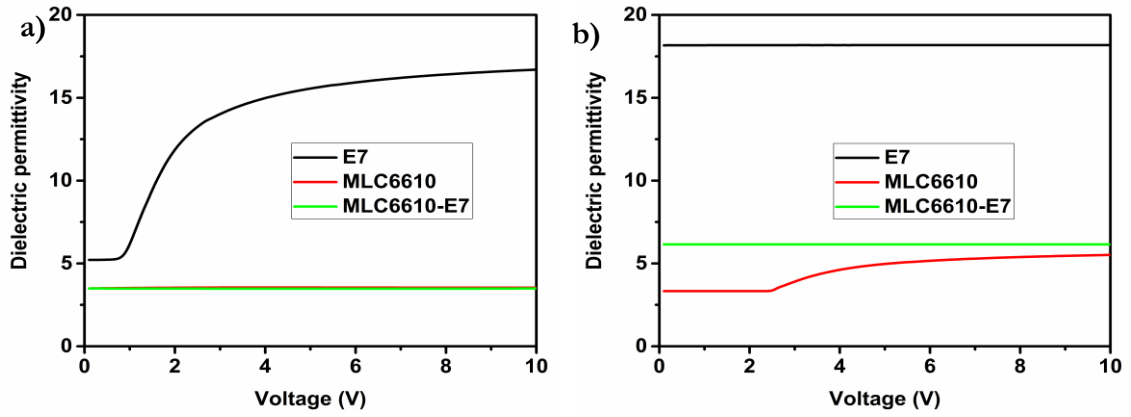 a)
Dielectric permittivity
20
15
10
5
0
E7
MLC6610
MLC6610-E7
0 2 4 6 8 10
Voltage (V)
b)
Dielectric permittivity
20
15
10
5
0
E7
MLC6610
MLC6610-E7
0 2 4 6 8 10
Voltage (V)